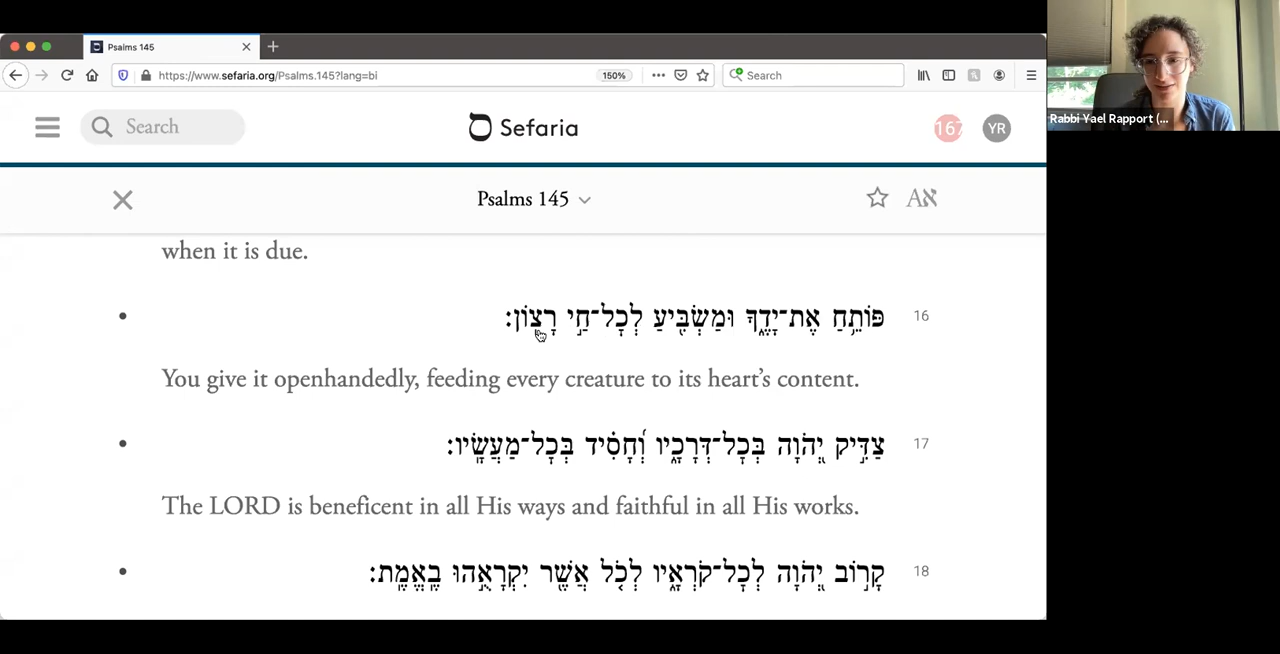 Psalms 145
https://www.sefaria.org/Psalms.145?lang=bi
150%
Search
Search
Sefaria
167
YR
Rabbi Yael Rapport (...
Psalms 145
Aא
when it is due.
פּוֹתֵ֥חַ אֶת־יָדֶ֑ךָ וּמַשְׂבִּ֖יעַ לְכׇל־חַ֣י רָצֽוֹן׃ 16
You give it openhandedly, feeding every creature to its heart’s content.
צַדִּ֣יק יְ֭הֹוָה בְּכׇל־דְּרָכָ֑יו וְ֝חָסִ֗יד בְּכׇל־מַעֲשָֽׂיו׃ 17
The LORD is beneficent in all His ways and faithful in all His works.
קָר֣וֹב יְ֭הֹוָה לְכׇל־קֹרְאָ֑יו לְכֹ֤ל אֲשֶׁ֖ר יִקְרָאֻ֣הוּ בֶאֱמֶֽת׃ 18